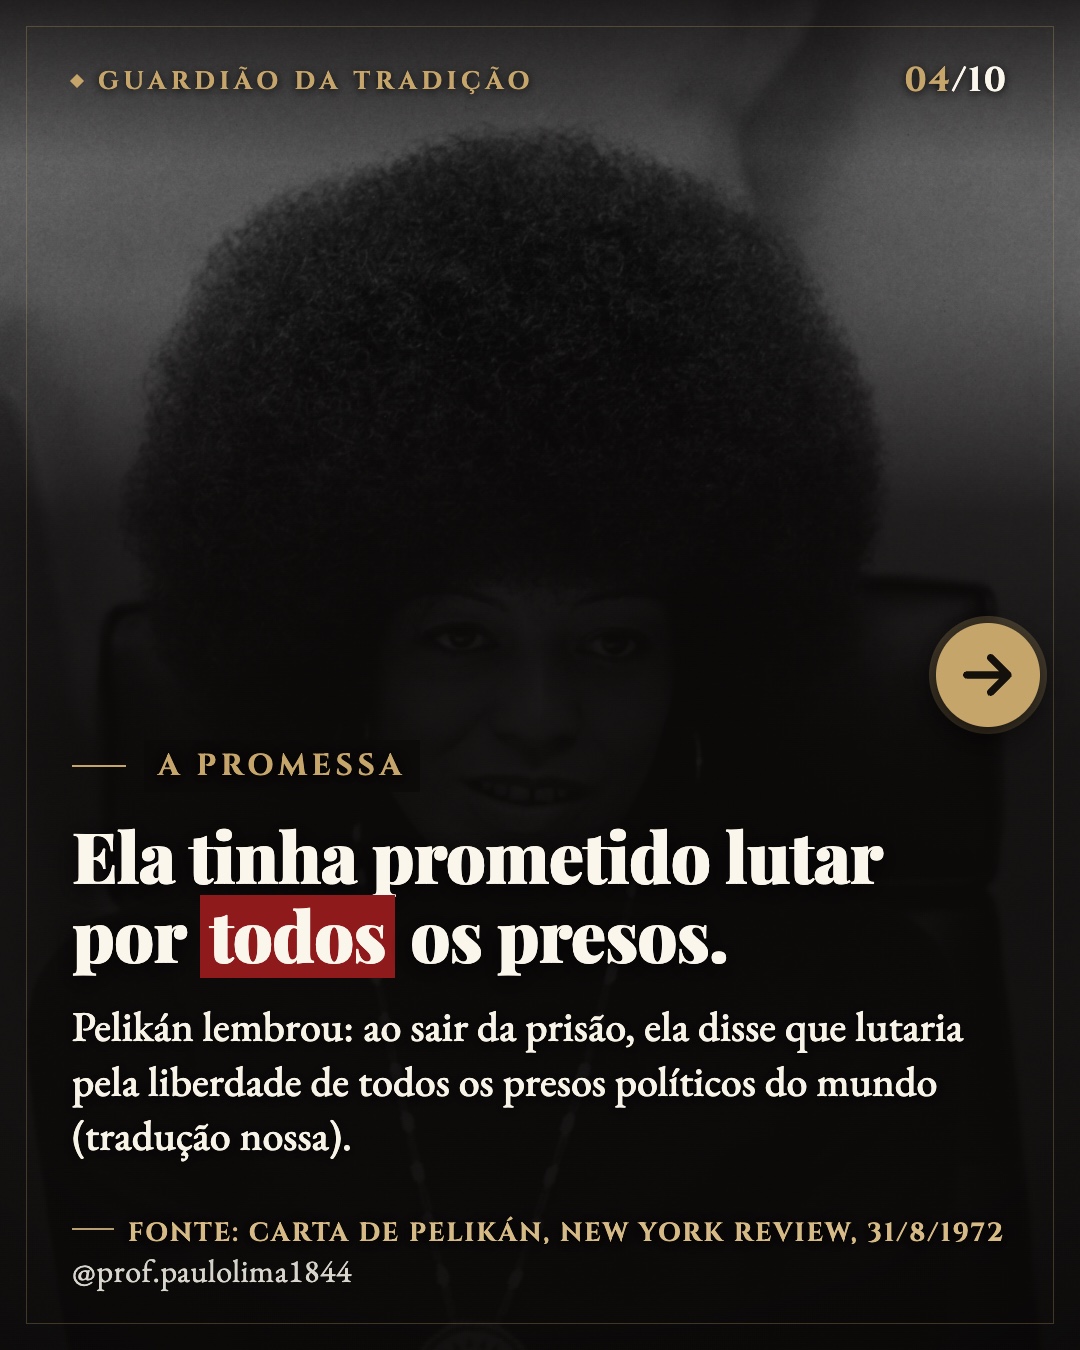 GUARDIÃO DA TRADIÇÃO
04/10
A PROMESSA
Ela tinha prometido lutar
por todos os presos.
Pelikán lembrou: ao sair da prisão, ela disse que lutaria
pela liberdade de todos os presos políticos do mundo
(tradução nossa).
FONTE: CARTA DE PELIKÁN, NEW YORK REVIEW, 31/8/1972
@prof.paulolima1844